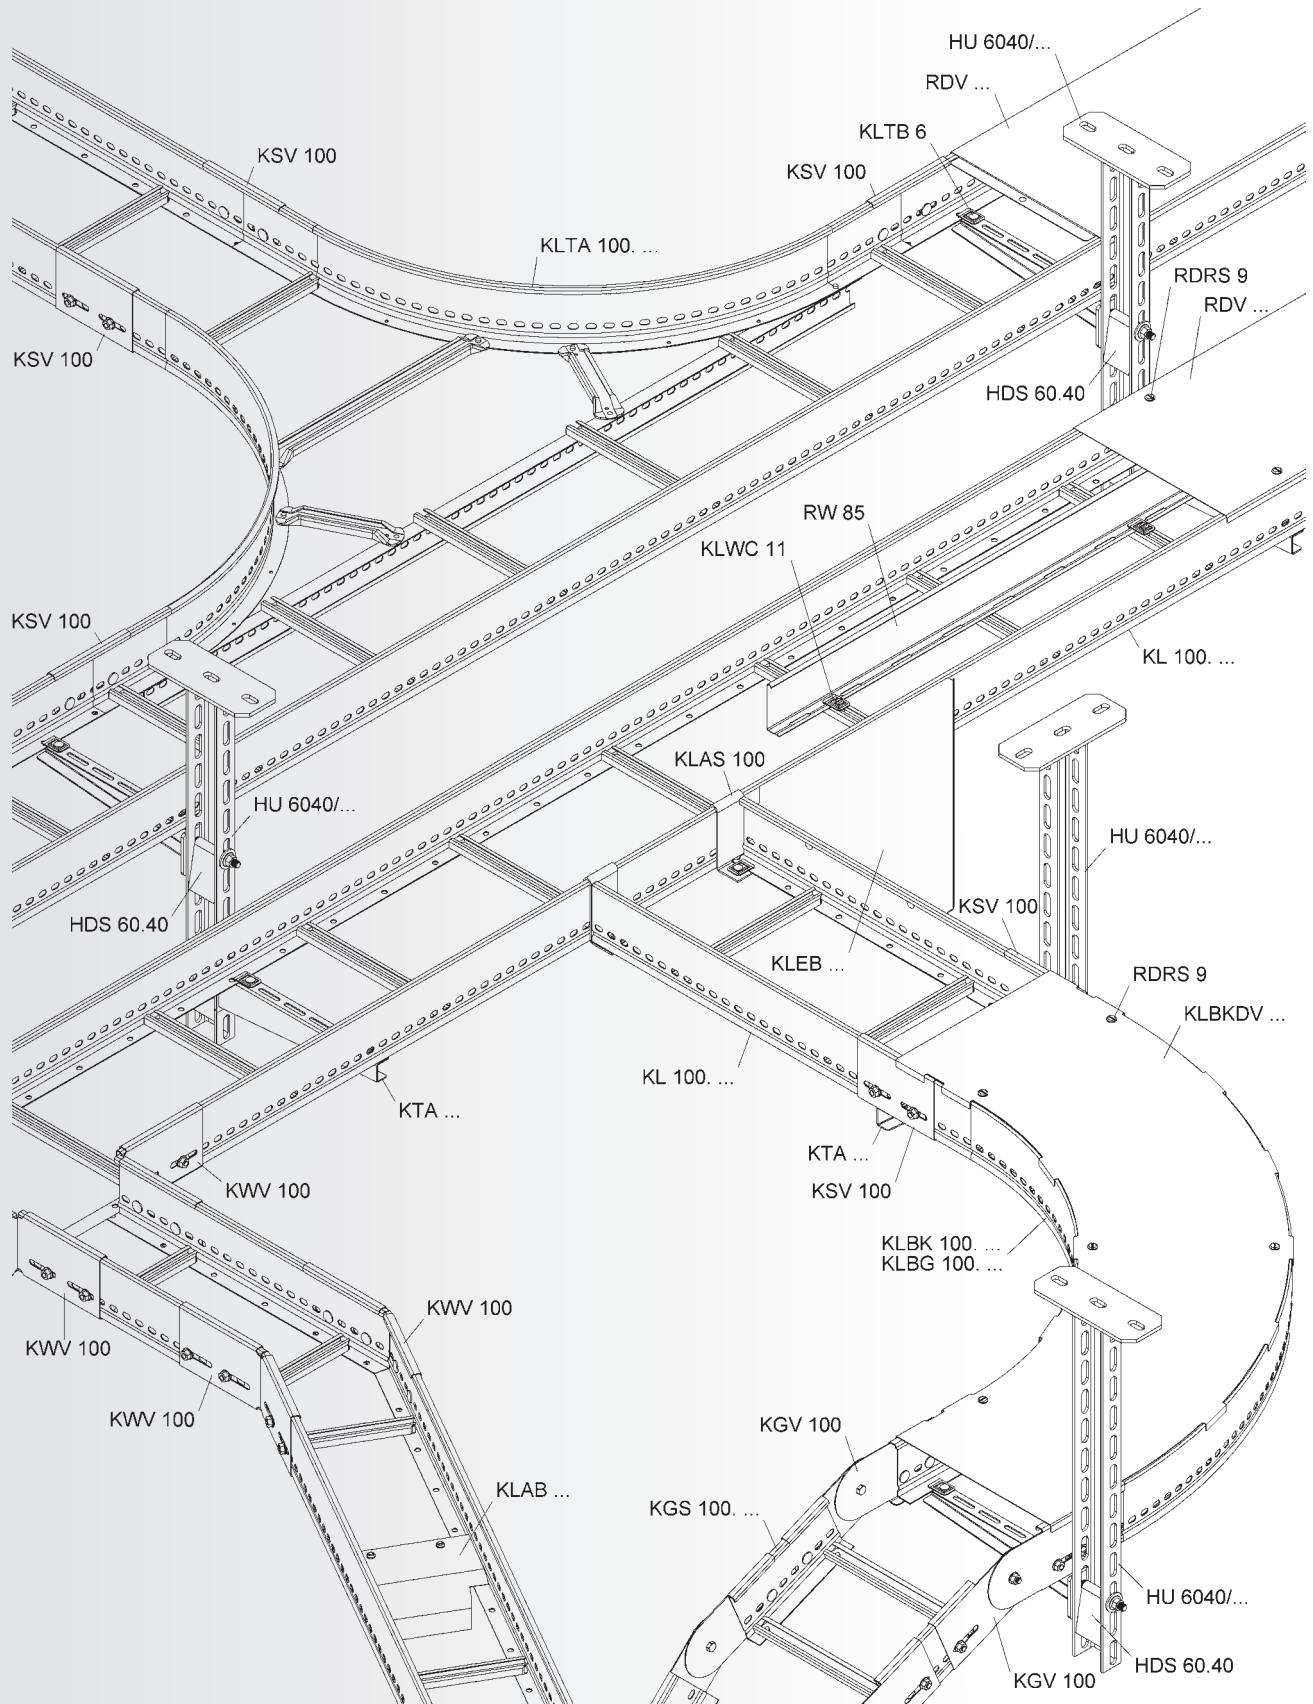 HU 6040/...
RDV ...
KLTB 6
KSV 100
KSV 100
KLTA 100. ...
RDRS 9
RDV ...
KSV 100
HDS 60.40
RW 85
KLWC 11
KSV 100
KL 100. ...
KLAS 100
HU 6040/...
HU 6040/...
KSV 100
HDS 60.40
KLEB ...
RDRS 9
KLBKDV ...
KL 100. ...
KTA ...
KTA ...
KWV 100
KSV 100
KLBK 100. ...
KLBG 100. ...
KWV 100
KWV 100
KWV 100
KGV 100
KLAB ...
KGS 100. ...
HU 6040/...
HDS 60.40
KGV 100